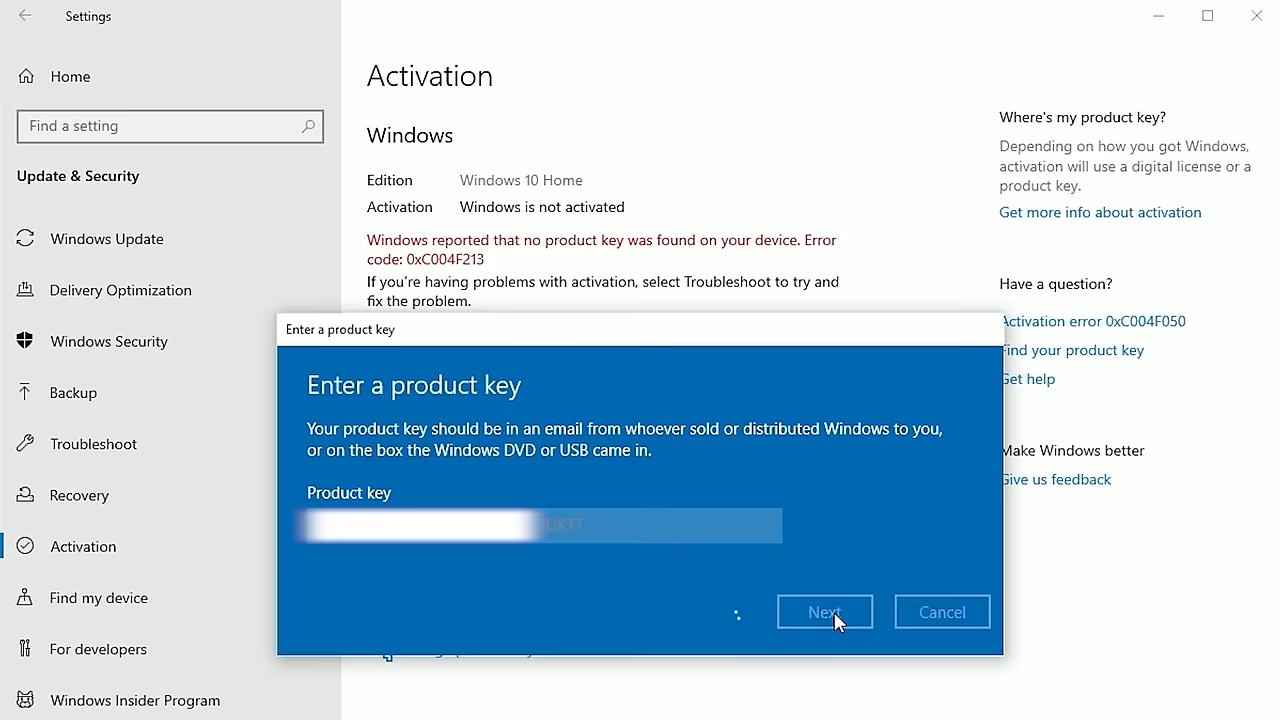 Settings
Home
Find a setting
Update & Security
Windows Update
Delivery Optimization
Windows Security
Backup
Troubleshoot
Recovery
Activation
Find my device
For developers
Windows Insider Program
Activation
Windows
Edition Windows 10 Home
Activation Windows is not activated
Windows reported that no product key was found on your device. Error
code: 0xC004F213
If you're having problems with activation, select Troubleshoot to try and
fix the problem.
Enter a product key
Enter a product key
Your product key should be in an email from whoever sold or distributed Windows to you,
or on the box the Windows DVD or USB came in.
Product key
Next
Cancel
Where's my product key?
Depending on how you got Windows,
activation will use a digital license or a
product key.
Get more info about activation
Have a question?
Activation error 0xC004F050
Find your product key
Get help
Make Windows better
Give us feedback